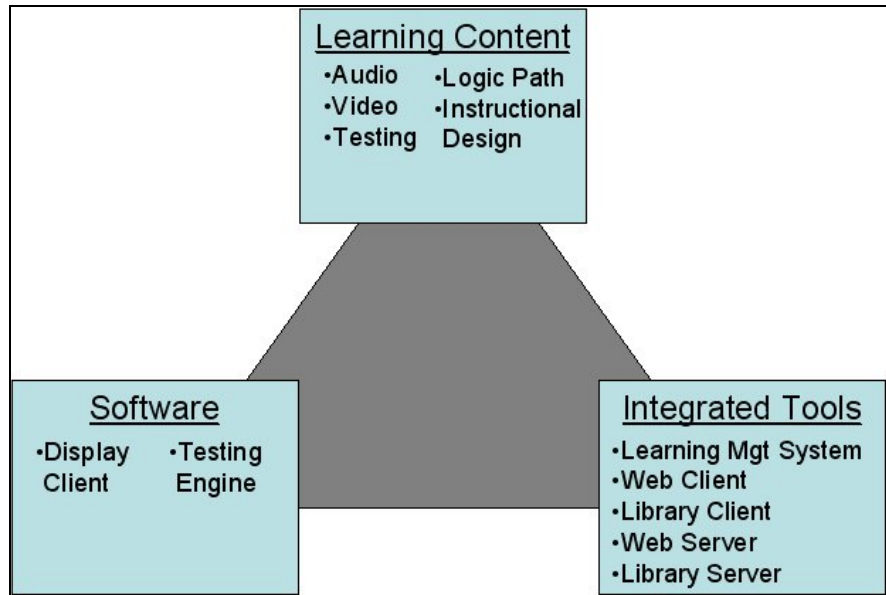 Learning Content
•Audio
•Video
•Testing
•Logic Path
•Instructional
Design
Software
•Display
Client
•Testing
Engine
Integrated Tools
•Learning Mgt System
•Web Client
•Library Client
•Web Server
•Library Server